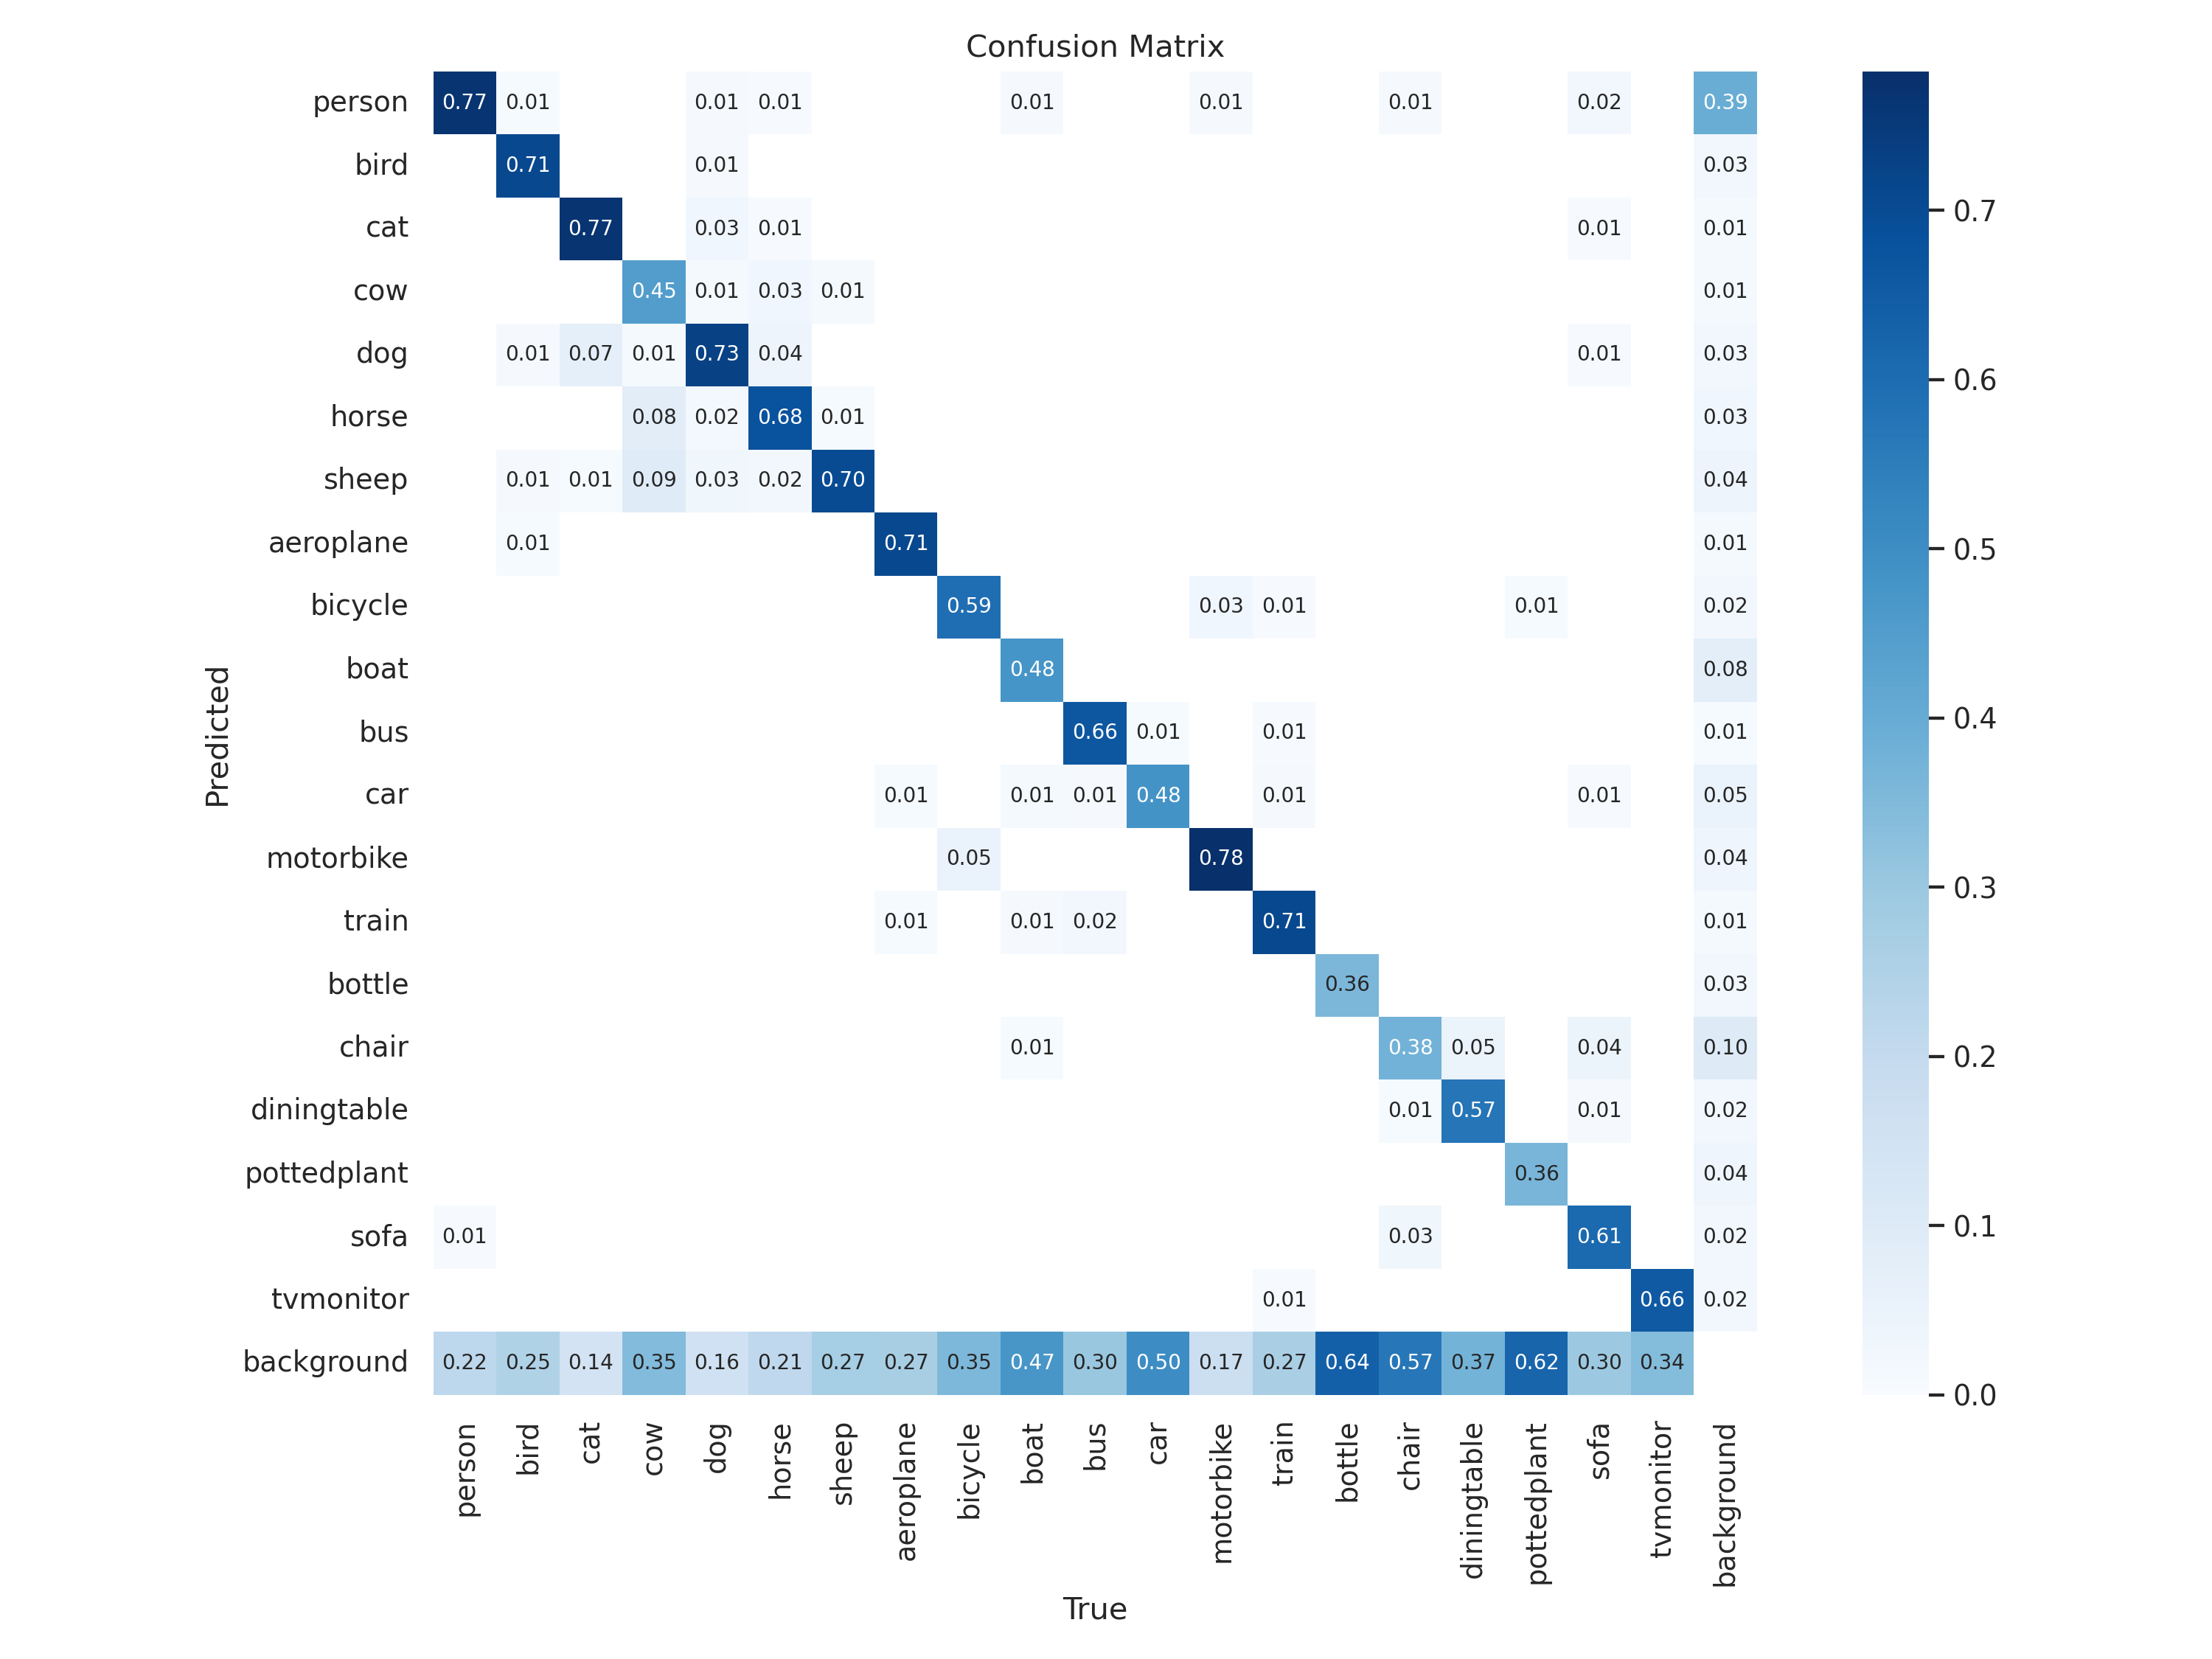 Confusion Matrix
person 0.77 0.01 0.01 0.01 0.01 0.01 0.01 0.02 0.39
bird 0.71 0.01 0.03
cat 0.77 0.03 0.01 0.01 0.01
cow 0.45 0.01 0.03 0.01 0.01
dog 0.01 0.07 0.01 0.73 0.04 0.01 0.03
horse 0.08 0.02 0.68 0.01 0.03
sheep 0.01 0.01 0.09 0.03 0.02 0.70 0.04
aeroplane 0.01 0.71 0.01
bicycle 0.59 0.03 0.01 0.01 0.02
boat 0.48 0.08
bus 0.66 0.01 0.01 0.01
car 0.01 0.01 0.01 0.48 0.01 0.01 0.05
motorbike 0.05 0.78 0.04
train 0.01 0.01 0.02 0.71 0.01
bottle 0.36 0.03
chair 0.01 0.38 0.05 0.04 0.10
diningtable 0.01 0.57 0.01 0.02
pottedplant 0.36 0.04
sofa 0.01 0.03 0.61 0.02
tvmonitor 0.01 0.66 0.02
background 0.22 0.25 0.14 0.35 0.16 0.21 0.27 0.27 0.35 0.47 0.30 0.50 0.17 0.27 0.64 0.57 0.37 0.62 0.30 0.34
person bird cat cow dog horse sheep aeroplane bicycle boat bus car motorbike train bottle chair diningtable pottedplant sofa tvmonitor background
True
Predicted
0.7
0.6
0.5
0.4
0.3
0.2
0.1
0.0